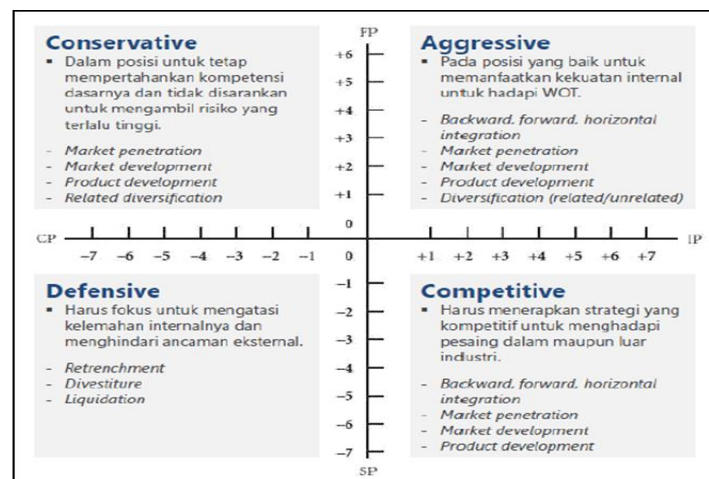 FP
Conservative
▪ Dalam posisi untuk tetap
mempertahankan kompetensi
dasarnya dan tidak disarankan
untuk mengambil risiko yang
terlalu tinggi.
- Market penetration
- Market development
- Product development
- Related diversification
+6
+5
+4
+3
+2
+1
0
Aggressive
▪ Pada posisi yang baik untuk
memanfaatkan kekuatan internal
untuk hadapi WOT.
- Backward, forward, horizontal
integration
- Market penetration
- Market development
- Product development
- Diversification (related/unrelated)
CP
IP
−7 −6 −5 −4 −3 −2 −1 0 +1 +2 +3 +4 +5 +6 +7
Defensive
▪ Harus fokus untuk mengatasi
kelemahan internalnya dan
menghindari ancaman eksternal.
- Retrenchment
- Divestiture
- Liquidation
−1
−2
−3
−4
−5
−6
−7
SP
Competitive
▪ Harus menerapkan strategi yang
kompetitif untuk menghadapi
pesaing dalam maupun luar
industri.
- Backward, forward, horizontal
integration
- Market penetration
- Market development
- Product development